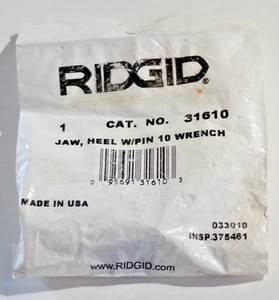 RIDGID®
1 CAT. NO. 31610
JAW, HEEL W/PIN 10 WRENCH
0 95691 31610 3
MADE IN USA
033010
INSP.375461
www.RIDGID.com